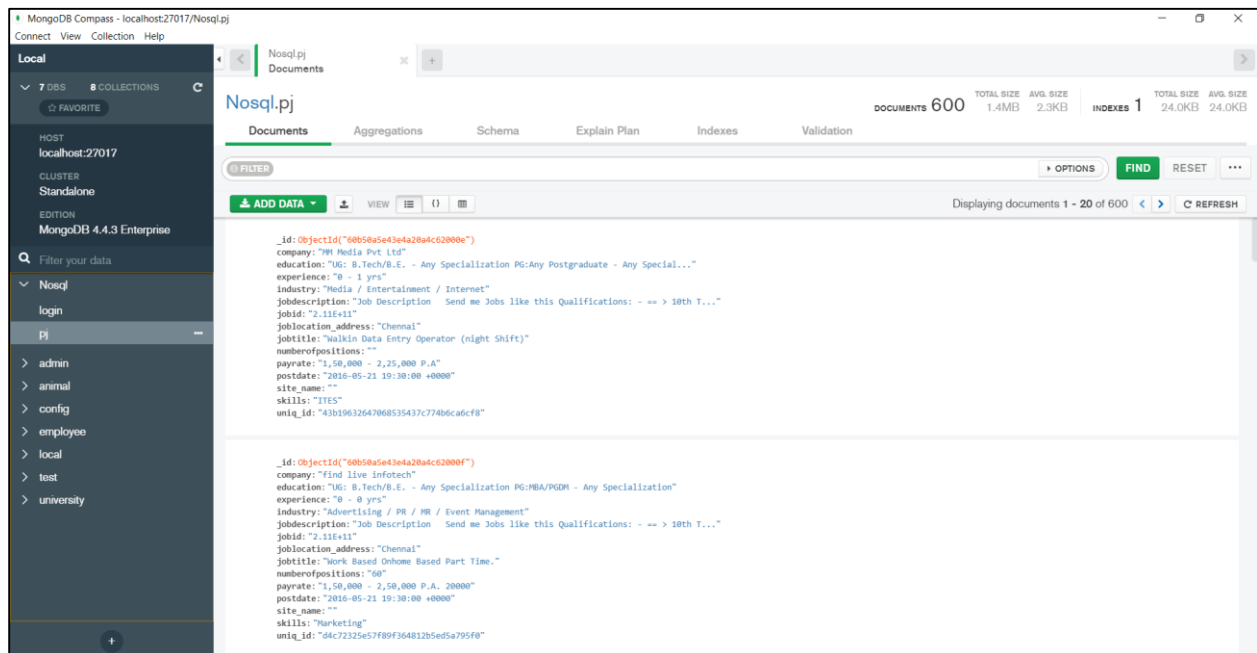 MongoDB Compass - localhost:27017/Nosql.pj
Connect View Collection Help
Local
7 DBS 8 COLLECTIONS
FAVORITE
HOST
localhost:27017
CLUSTER
Standalone
EDITION
MongoDB 4.4.3 Enterprise
Filter your data
Nosql
login
pj
admin
animal
config
employee
local
test
university
Nosql.pj
Documents
Nosql.pj
DOCUMENTS 600 TOTAL SIZE 1.4MB AVG. SIZE 2.3KB INDEXES 1 TOTAL SIZE 24.0KB AVG. SIZE 24.0KB
Documents Aggregations Schema Explain Plan Indexes Validation
FILTER OPTIONS FIND RESET ...
ADD DATA VIEW {} Displaying documents 1 - 20 of 600 < > REFRESH
_id: ObjectId("60b50a5e43e4a20a4c62000e")
company: "MM Media Pvt Ltd"
education: "UG: B.Tech/B.E. - Any Specialization PG:Any Postgraduate - Any Special..."
experience: "0 - 1 yrs"
industry: "Media / Entertainment / Internet"
jobdescription: "Job Description Send me Jobs like this Qualifications: - == > 10th T..."
jobid: "2.11E+11"
joblocation_address: "Chennai"
jobtitle: "Walkin Data Entry Operator (night Shift)"
numberofpositions: ""
payrate: "1,50,000 - 2,25,000 P.A"
postdate: "2016-05-21 19:30:00 +0000"
site_name: ""
skills: "ITES"
uniq_id: "43b19632647068535437c774b6ca6cf8"
_id: ObjectId("60b50a5e43e4a20a4c62000f")
company: "find live infotech"
education: "UG: B.Tech/B.E. - Any Specialization PG:MBA/PGDM - Any Specialization"
experience: "0 - 0 yrs"
industry: "Advertising / PR / MR / Event Management"
jobdescription: "Job Description Send me Jobs like this Qualifications: - == > 10th T..."
jobid: "2.11E+11"
joblocation_address: "Chennai"
jobtitle: "Work Based Onhome Based Part Time."
numberofpositions: "60"
payrate: "1,50,000 - 2,50,000 P.A. 20000"
postdate: "2016-05-21 19:30:00 +0000"
site_name: ""
skills: "Marketing"
uniq_id: "d4c72325e57f89f364812b5ed5a795f0"